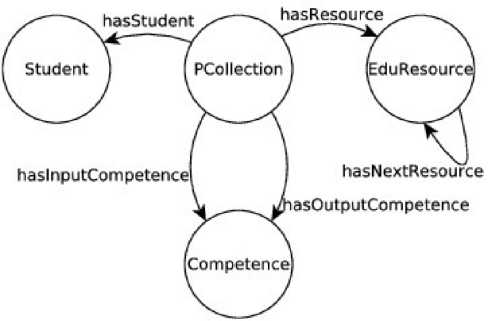 hasStudent
hasResource
Student
PCollection
EduResource
hasInputCompetence
hasNextResource
hasOutputCompetence
Competence